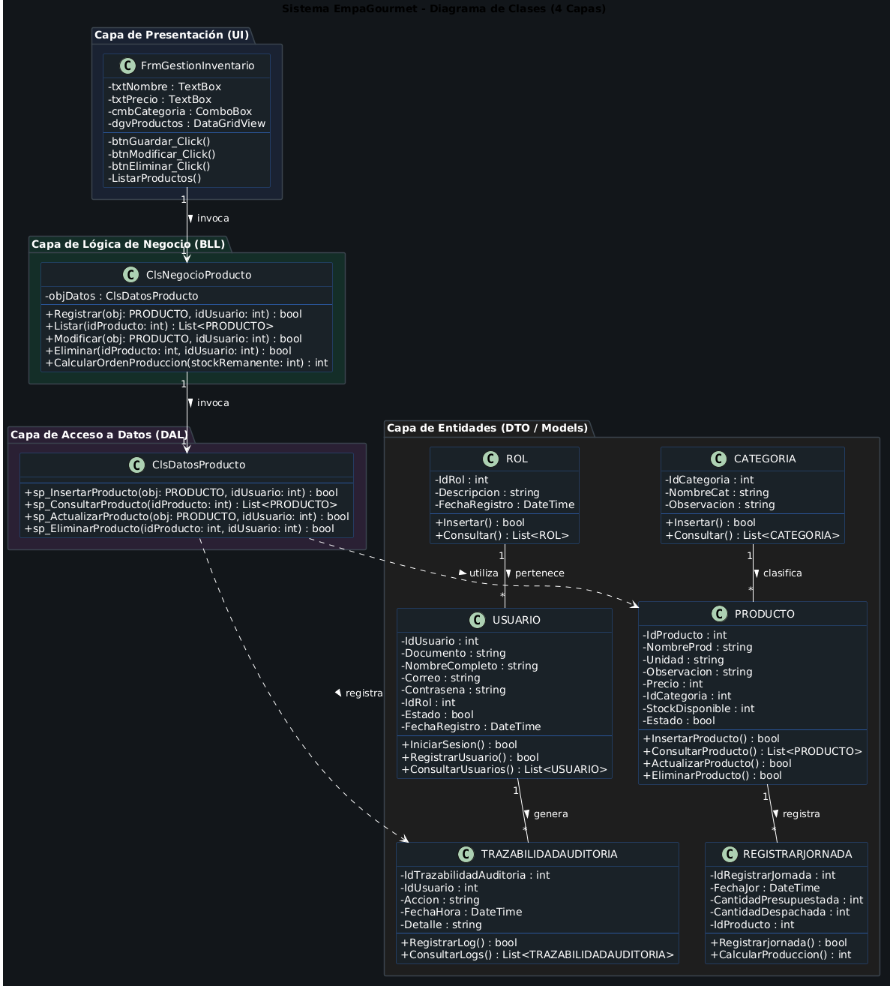 Sistema EmpaGourmet - Diagrama de Clases (4 Capas)
Capa de Presentación (UI)
C FrmGestionInventario
-txtNombre : TextBox
-txtPrecio : TextBox
-cmbCategoria : ComboBox
-dgvProductos : DataGridView
-btnGuardar_Click()
-btnModificar_Click()
-btnEliminar_Click()
-ListarProductos()
1
invoca
1
Capa de Lógica de Negocio (BLL)
C ClsNegocioProducto
-objDatos : ClsDatosProducto
+Registrar(obj: PRODUCTO, idUsuario: int) : bool
+Listar(idProducto: int) : List<PRODUCTO>
+Modificar(obj: PRODUCTO, idUsuario: int) : bool
+Eliminar(idProducto: int, idUsuario: int) : bool
+CalcularOrdenProduccion(stockRemanente: int) : int
1
invoca
1
Capa de Acceso a Datos (DAL)
C ClsDatosProducto
+sp_InsertarProducto(obj: PRODUCTO, idUsuario: int) : bool
+sp_ConsultarProducto(idProducto: int) : List<PRODUCTO>
+sp_ActualizarProducto(obj: PRODUCTO, idUsuario: int) : bool
+sp_EliminarProducto(idProducto: int, idUsuario: int) : bool
Capa de Entidades (DTO / Models)
C ROL
-IdRol : int
-Descripcion : string
-FechaRegistro : DateTime
+Insertar() : bool
+Consultar() : List<ROL>
C CATEGORIA
-IdCategoria : int
-NombreCat : string
-Observacion : string
+Insertar() : bool
+Consultar() : List<CATEGORIA>
1
1
utiliza
pertenece
clasifica
*
*
C USUARIO
-IdUsuario : int
-Documento : string
-NombreCompleto : string
-Correo : string
-Contrasena : string
-IdRol : int
-Estado : bool
-FechaRegistro : DateTime
+IniciarSesion() : bool
+RegistrarUsuario() : bool
+ConsultarUsuarios() : List<USUARIO>
C PRODUCTO
-IdProducto : int
-NombreProd : string
-Unidad : string
-Observacion : string
-Precio : int
-IdCategoria : int
-StockDisponible : int
-Estado : bool
+InsertarProducto() : bool
+ConsultarProducto() : List<PRODUCTO>
+ActualizarProducto() : bool
+EliminarProducto() : bool
registra
1
1
genera
registra
*
*
C TRAZABILIDADAUDITORIA
-IdTrazabilidadAuditoria : int
-IdUsuario : int
-Accion : string
-FechaHora : DateTime
-Detalle : string
+RegistrarLog() : bool
+ConsultarLogs() : List<TRAZABILIDADAUDITORIA>
C REGISTRARJORNADA
-IdRegistrarJornada : int
-FechaJor : DateTime
-CantidadPresupuestada : int
-CantidadDespachada : int
-IdProducto : int
+Registrarjornada() : bool
+CalcularProduccion() : int